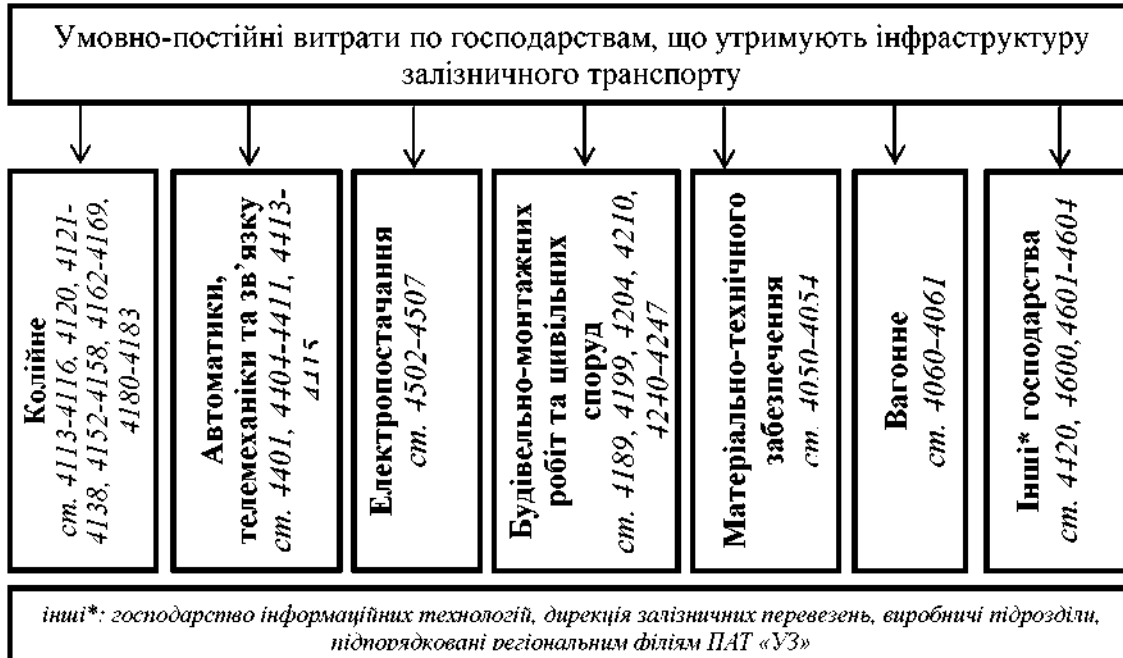 Умовно-постійні витрати по господарствам, що утримують інфраструктуру
залізничного транспорту
Колійне
ст. 4113-4116, 4120, 4121-
4138, 4152-4158, 4162-4169,
4180-4183
Автоматики,
телемеханіки та зв’язку
ст. 4401, 4404-4411, 4413-
4415
Електропостачання
ст. 4502-4507
Будівельно-монтажних
робіт та цивільних
споруд
ст. 4189, 4199, 4204, 4210,
4240-4247
Матеріально-технічного
забезпечення
ст. 4050-4054
Вагонне
ст. 4060-4061
Інші* господарства
ст. 4420, 4600,4601-4604
інші*: господарство інформаційних технологій, дирекція залізничних перевезень, виробничі підрозділи,
підпорядковані регіональним філіям ПАТ «УЗ»